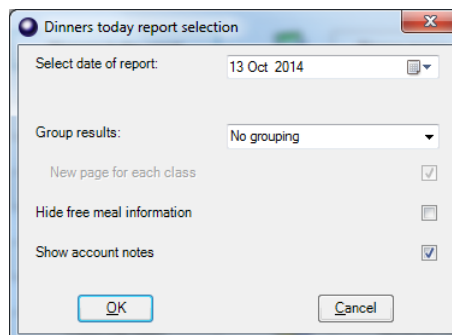 Dinners today report selection
Select date of report: 13 Oct 2014
Group results: No grouping
New page for each class
Hide free meal information
Show account notes
OK Cancel